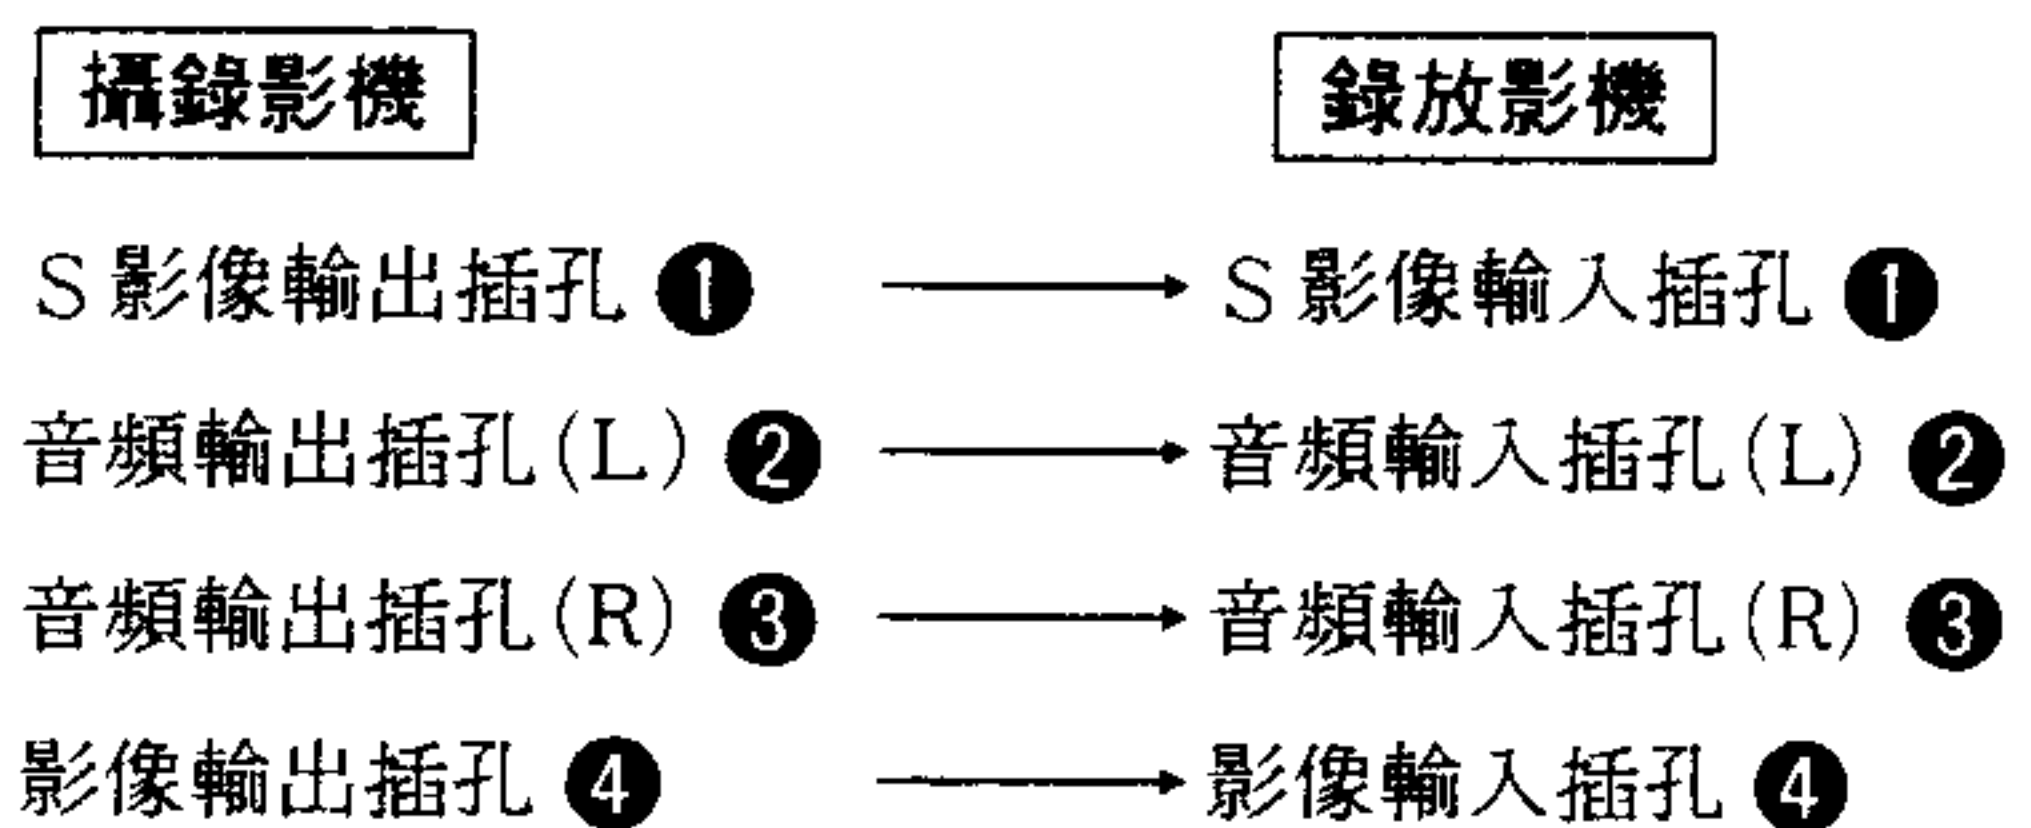 攝錄影機 錄放影機
S影像輸出插孔 ❶ → S影像輸入插孔 ❶
音頻輸出插孔(L) ❷ → 音頻輸入插孔(L) ❷
音頻輸出插孔(R) ❸ → 音頻輸入插孔(R) ❸
影像輸出插孔 ❹ → 影像輸入插孔 ❹